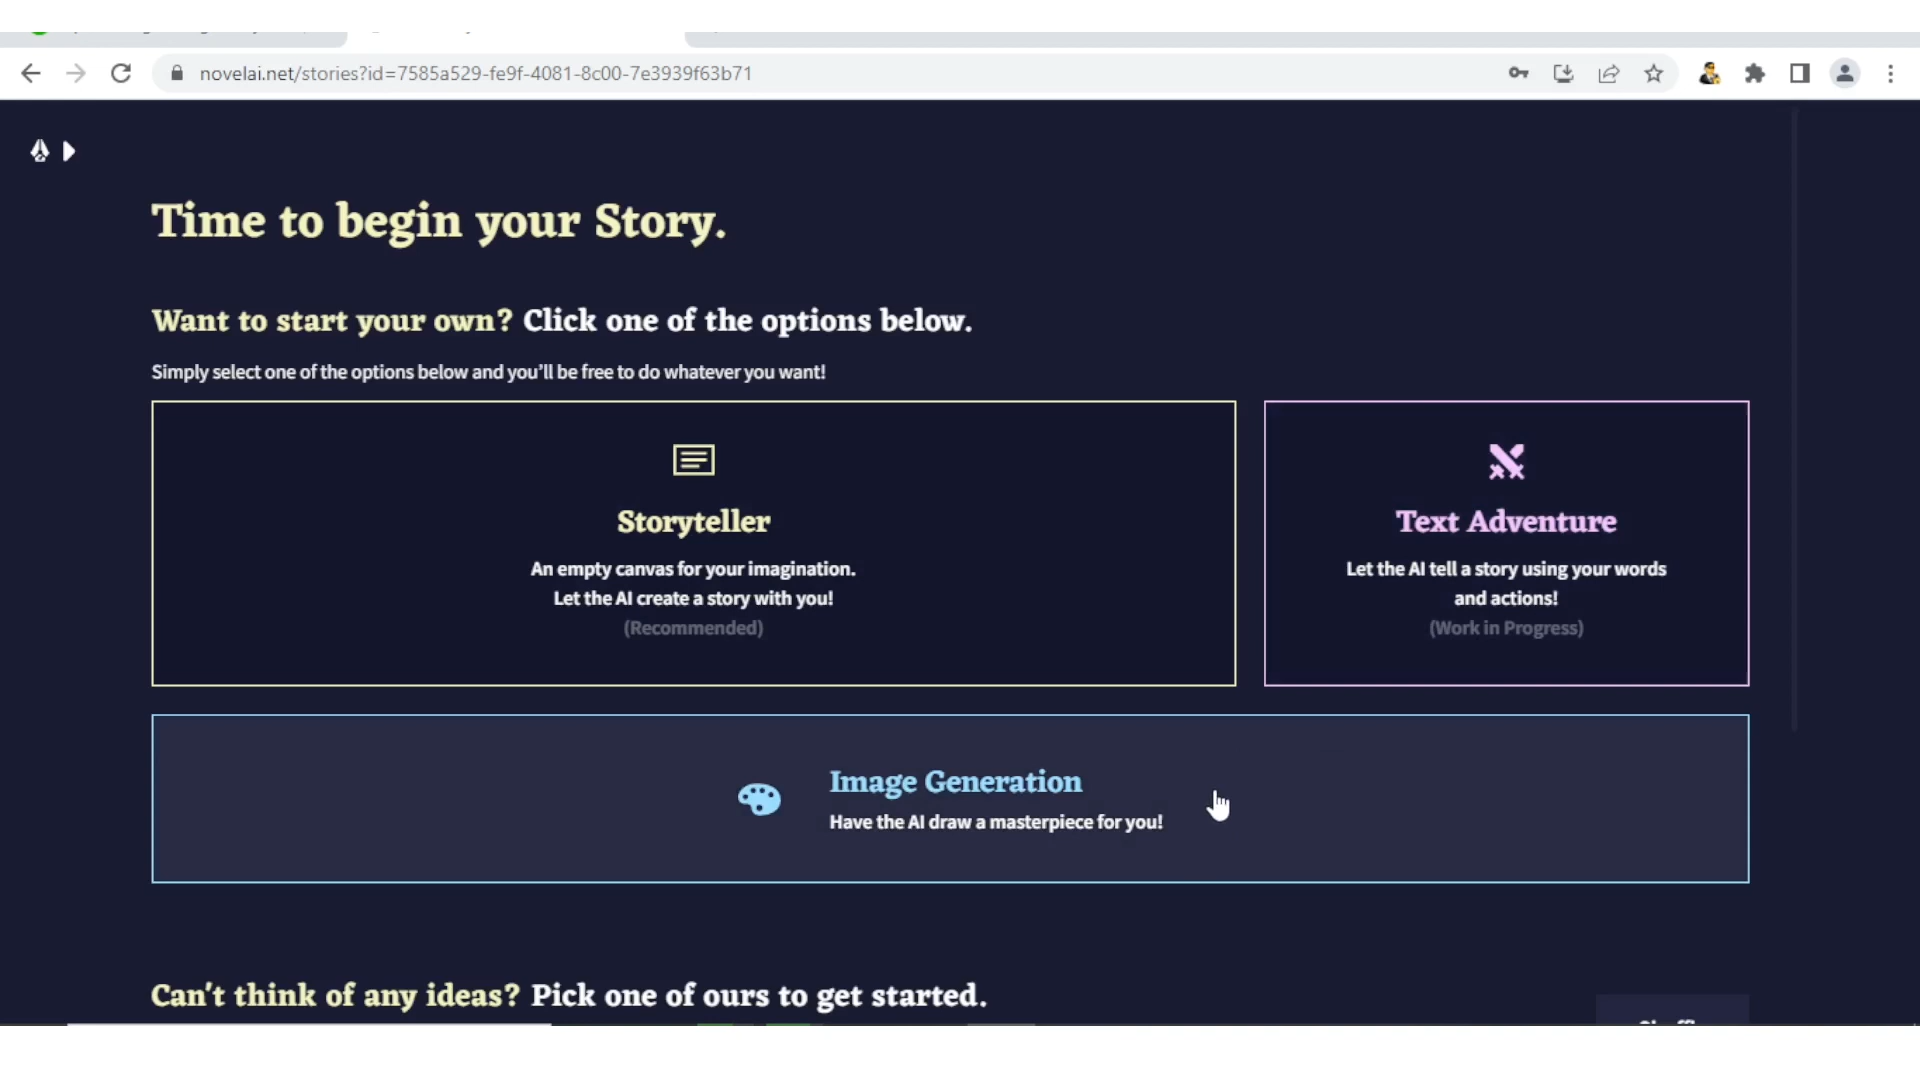 novelai.net/stories?id=7585a529-fe9f-4081-8c00-7e3939f63b71
Time to begin your Story.
Want to start your own? Click one of the options below.
Simply select one of the options below and you'll be free to do whatever you want!
Storyteller
An empty canvas for your imagination.
Let the AI create a story with you!
(Recommended)
Text Adventure
Let the AI tell a story using your words
and actions!
(Work in Progress)
Image Generation
Have the AI draw a masterpiece for you!
Can't think of any ideas? Pick one of ours to get started.